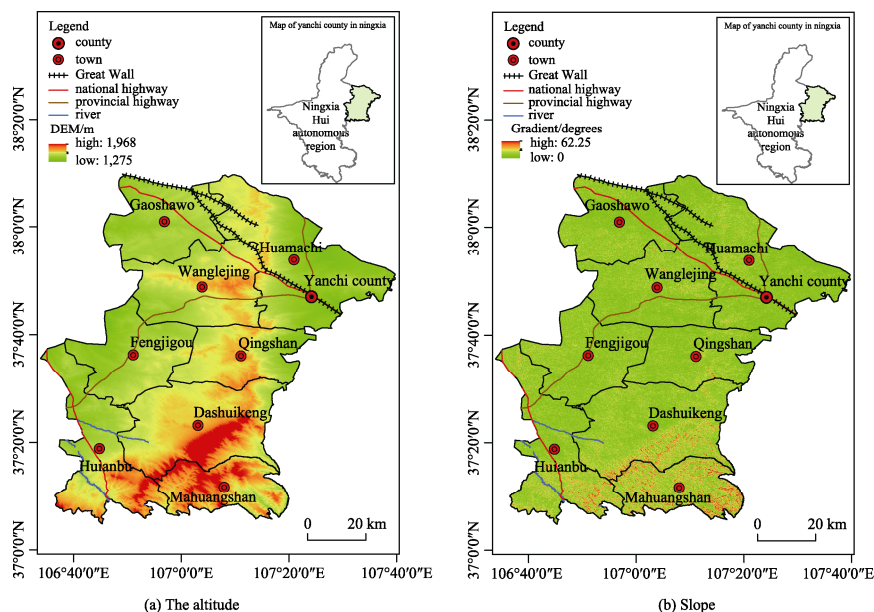 Legend
county
town
Great Wall
national highway
provincial highway
river
DEM/m
high: 1,968
low: 1,275
Map of yanchi county in ningxia
Ningxia
Hui
autonomous
region
38°20′0″N
38°0′0″N
37°40′0″N
37°20′0″N
37°0′0″N
Gaoshawo
Huamachi
Wanglejing
Yanchi county
Fengjigou
Qingshan
Dashuikeng
Huianbu
Mahuangshan
0 20 km
106°40′0″E
107°0′0″E
107°20′0″E
107°40′0″E
(a) The altitude
Legend
county
town
Great Wall
national highway
provincial highway
river
Gradient/degrees
high: 62.25
low: 0
Map of yanchi county in ningxia
Ningxia
Hui
autonomous
region
38°20′0″N
38°0′0″N
37°40′0″N
37°20′0″N
37°0′0″N
Gaoshawo
Huamachi
Wanglejing
Yanchi county
Fengjigou
Qingshan
Dashuikeng
Huianbu
Mahuangshan
0 20 km
106°40′0″E
107°0′0″E
107°20′0″E
107°40′0″E
(b) Slope